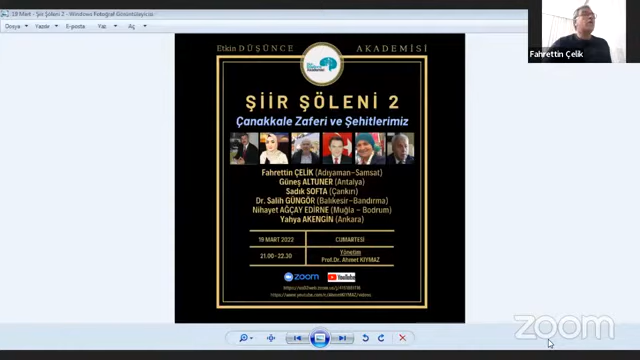 19 Mart - Şiir Şöleni 2 - Windows Fotoğraf Görüntüleyicisi
Dosya Yazdır Yaz Aç
Fahrettin Çelik
Etkin DÜŞÜNCE AKADEMİSİ
ŞİİR ŞÖLENİ 2
Çanakkale Zaferi ve Şehitlerimiz
Fahrettin ÇELİK (Adıyaman-Samsat)
Güneş ALTUNER (Antalya)
Sadık SOFTA (Çankırı)
Dr. Salih GÜNGÖR (Balıkesir-Bandırma)
Nihayet AĞÇAY EDİRNE (Muğla - Bodrum)
Yahya AKENGİN (Ankara)
19 MART 2022 CUMARTESİ
21.00-22.30 Yönetim
Prof.Dr. Ahmet KIYMAZ
zoom YouTube
zoom